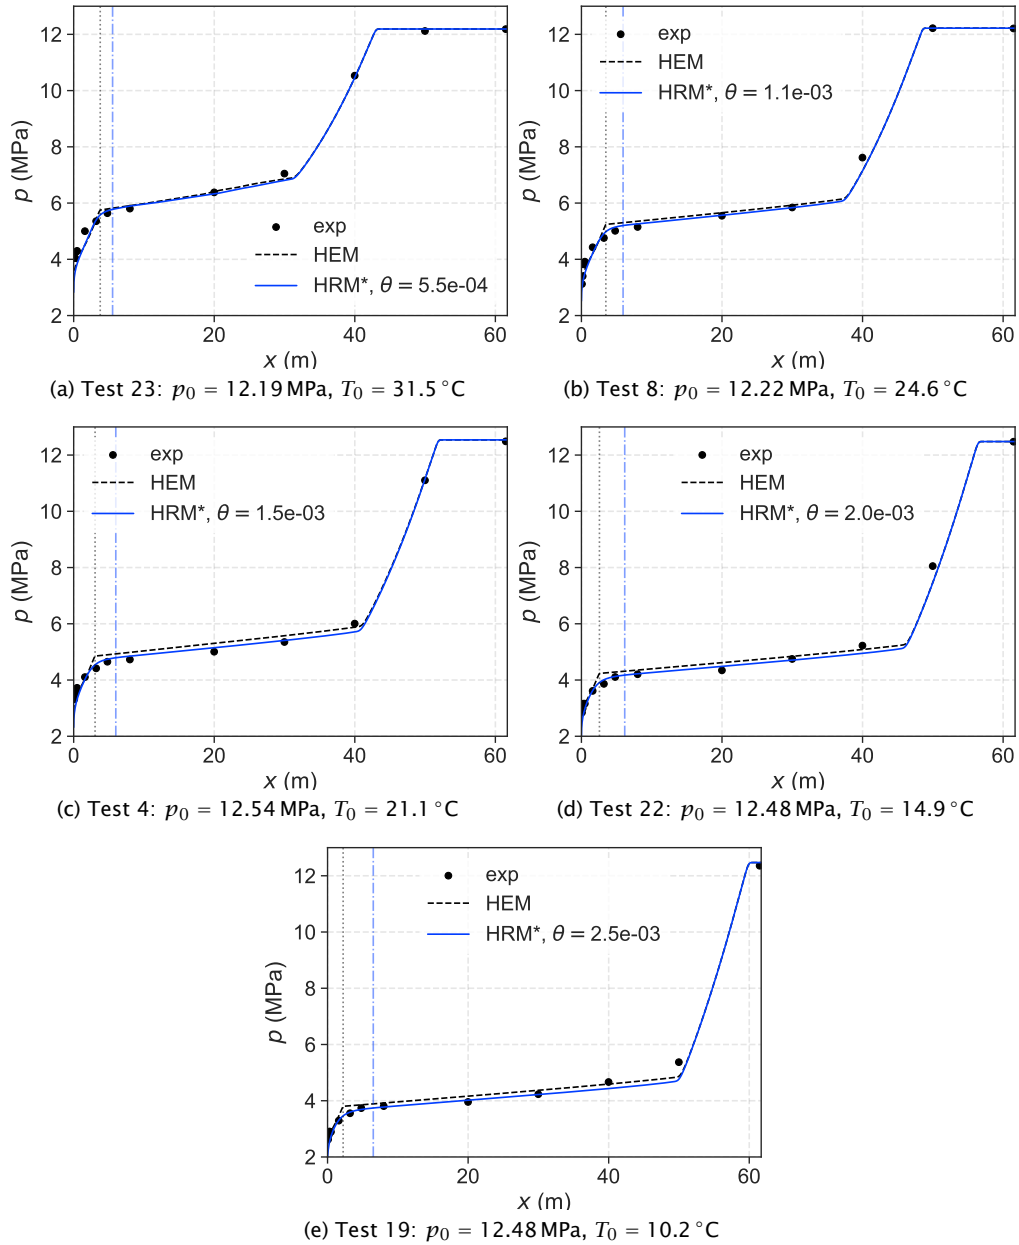 12
10
8
6
4
2
p (MPa)
exp
HEM
HRM*, θ = 5.5e-04
0
20
40
60
x (m)
(a) Test 23: p₀ = 12.19 MPa, T₀ = 31.5 °C
12
10
8
6
4
2
p (MPa)
exp
HEM
HRM*, θ = 1.1e-03
0
20
40
60
x (m)
(b) Test 8: p₀ = 12.22 MPa, T₀ = 24.6 °C
12
10
8
6
4
2
p (MPa)
exp
HEM
HRM*, θ = 1.5e-03
0
20
40
60
x (m)
(c) Test 4: p₀ = 12.54 MPa, T₀ = 21.1 °C
12
10
8
6
4
2
p (MPa)
exp
HEM
HRM*, θ = 2.0e-03
0
20
40
60
x (m)
(d) Test 22: p₀ = 12.48 MPa, T₀ = 14.9 °C
12
10
8
6
4
2
p (MPa)
exp
HEM
HRM*, θ = 2.5e-03
0
20
40
60
x (m)
(e) Test 19: p₀ = 12.48 MPa, T₀ = 10.2 °C